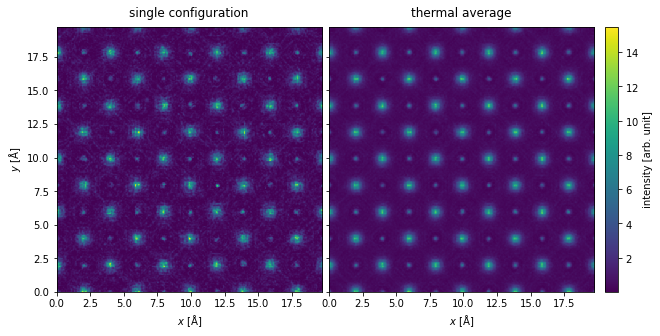 single configuration
thermal average
17.5
15.0
12.5
10.0
7.5
5.0
2.5
0.0
y [Å]
0.0 2.5 5.0 7.5 10.0 12.5 15.0 17.5
x [Å]
0.0 2.5 5.0 7.5 10.0 12.5 15.0 17.5
x [Å]
14
12
10
8
6
4
2
intensity [arb. unit]